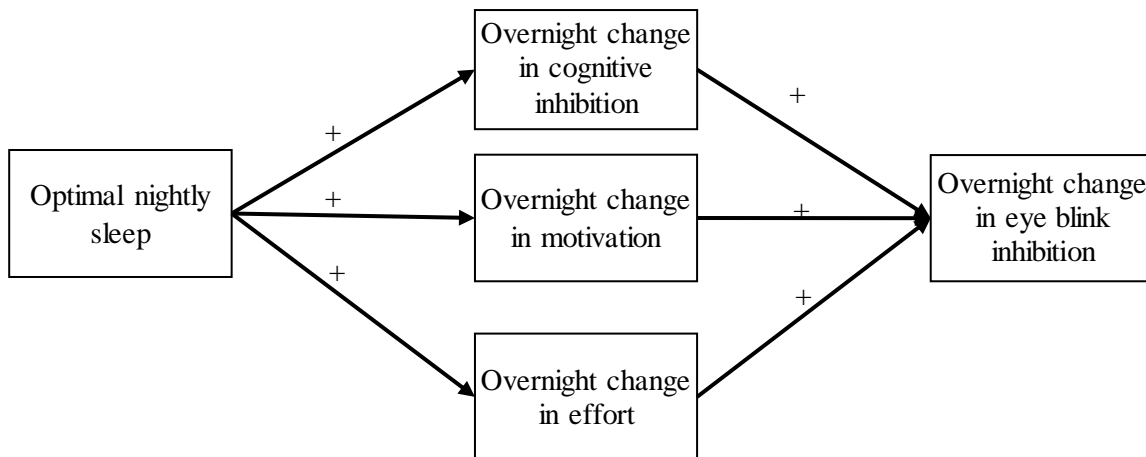 Overnight change
in cognitive
inhibition
+
+
Optimal nightly
sleep
+
+
Overnight change
in motivation
Overnight change
in eye blink
inhibition
+
+
Overnight change
in effort